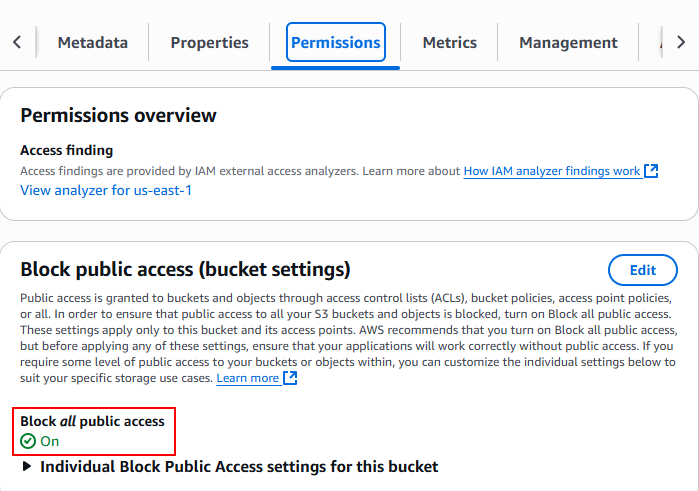 Metadata
Properties
Permissions
Metrics
Management
Permissions overview
Access finding
Access findings are provided by IAM external access analyzers. Learn more about How IAM analyzer findings work
View analyzer for us-east-1
Block public access (bucket settings)
Edit
Public access is granted to buckets and objects through access control lists (ACLs), bucket policies, access point policies,
or all. In order to ensure that public access to all your S3 buckets and objects is blocked, turn on Block all public access.
These settings apply only to this bucket and its access points. AWS recommends that you turn on Block all public access,
but before applying any of these settings, ensure that your applications will work correctly without public access. If you
require some level of public access to your buckets or objects within, you can customize the individual settings below to
suit your specific storage use cases. Learn more
Block all public access
On
Individual Block Public Access settings for this bucket